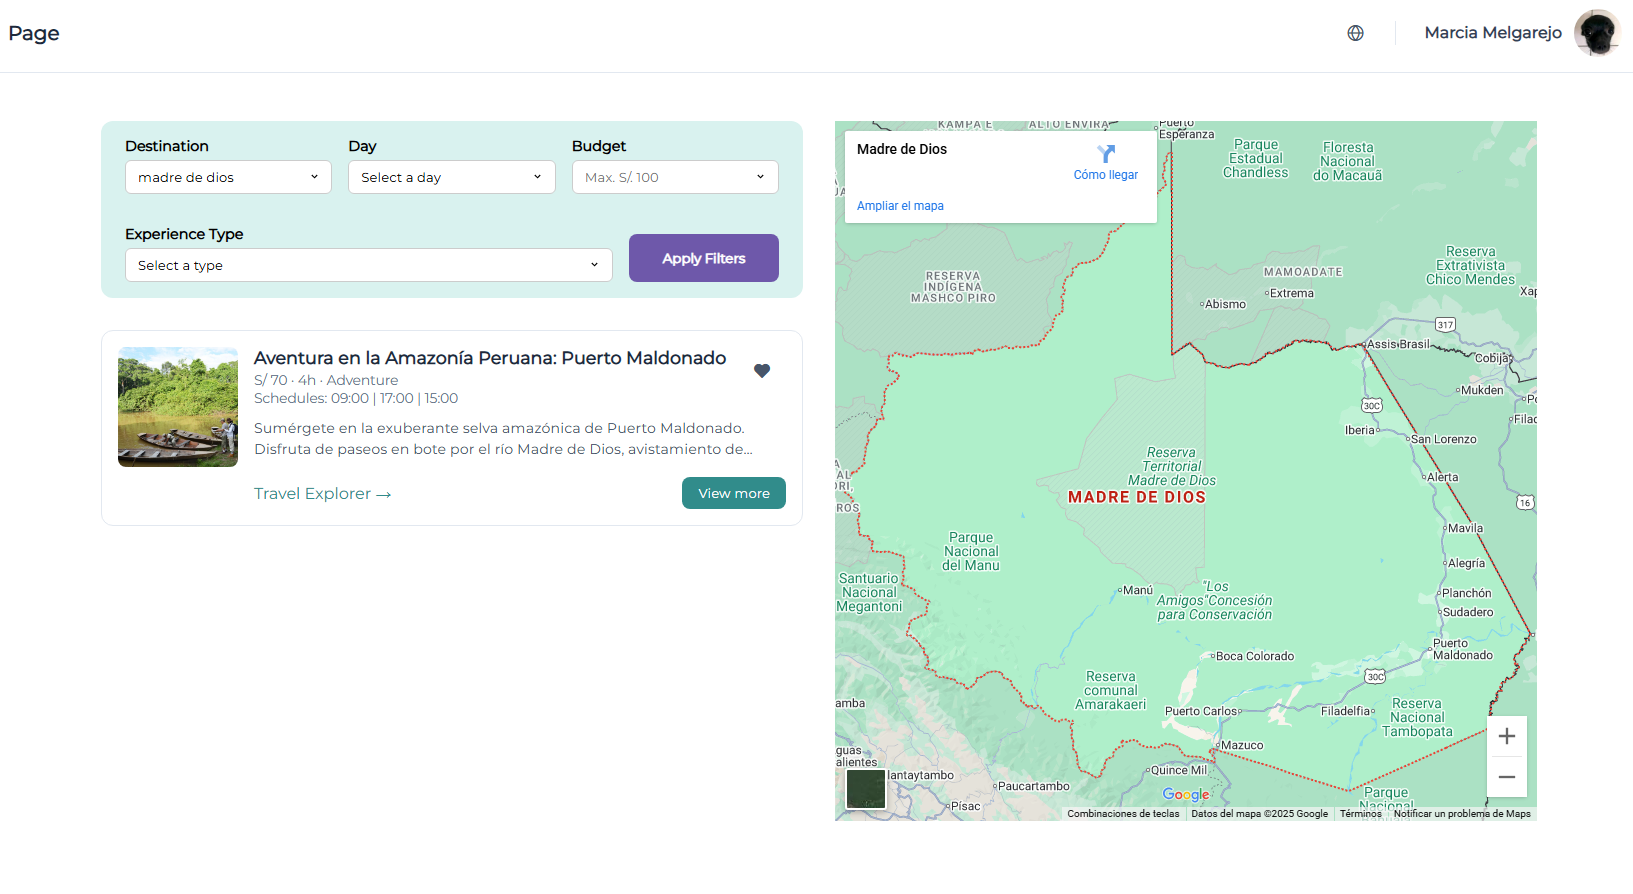 Page
Marcia Melgarejo
Destination
Day
Budget
madre de dios
Select a day
Max. S/. 100
Experience Type
Select a type
Apply Filters
Aventura en la Amazonía Peruana: Puerto Maldonado
S/ 70 · 4h · Adventure
Schedules: 09:00 | 17:00 | 15:00
Sumérgete en la exuberante selva amazónica de Puerto Maldonado.
Disfruta de paseos en bote por el río Madre de Dios, avistamiento de...
Travel Explorer →
View more
Madre de Dios
Cómo llegar
Ampliar el mapa
KAMPA E
ALTO ENVIRA
Puerto
Esperanza
Parque
Estadual
Chandless
Floresta
Nacional
do Macauã
RESERVA
INDÍGENA
MASHCO PIRO
MAMOADATE
Extrema
Abismo
Reserva
Extrativista
Chico Mendes
Xap
317
Assis Brasil
Cobija
Mukden
30C
Iberia
San Lorenzo
Filac
Reserva
Territorial
Madre de Dios
MADRE DE DIOS
Alerta
16
ROS
Mavila
Parque
Nacional
del Manu
Alegría
Santuario
Nacional
Megantoni
Manú
"Los
Amigos"Concesión
para Conservación
Planchón
Sudadero
Puerto
Maldonado
Boca Colorado
30C
Reserva
comunal
Amarakaeri
Puerto Carlos
Filadelfia
Reserva
Nacional
Tambopata
amba
Mazuco
guas
alientes
lantaytambo
Quince Mil
Paucartambo
Písac
Google
Parque
Nacional
Combinaciones de teclas
Datos del mapa ©2025 Google
Términos
Notificar un problema de Maps